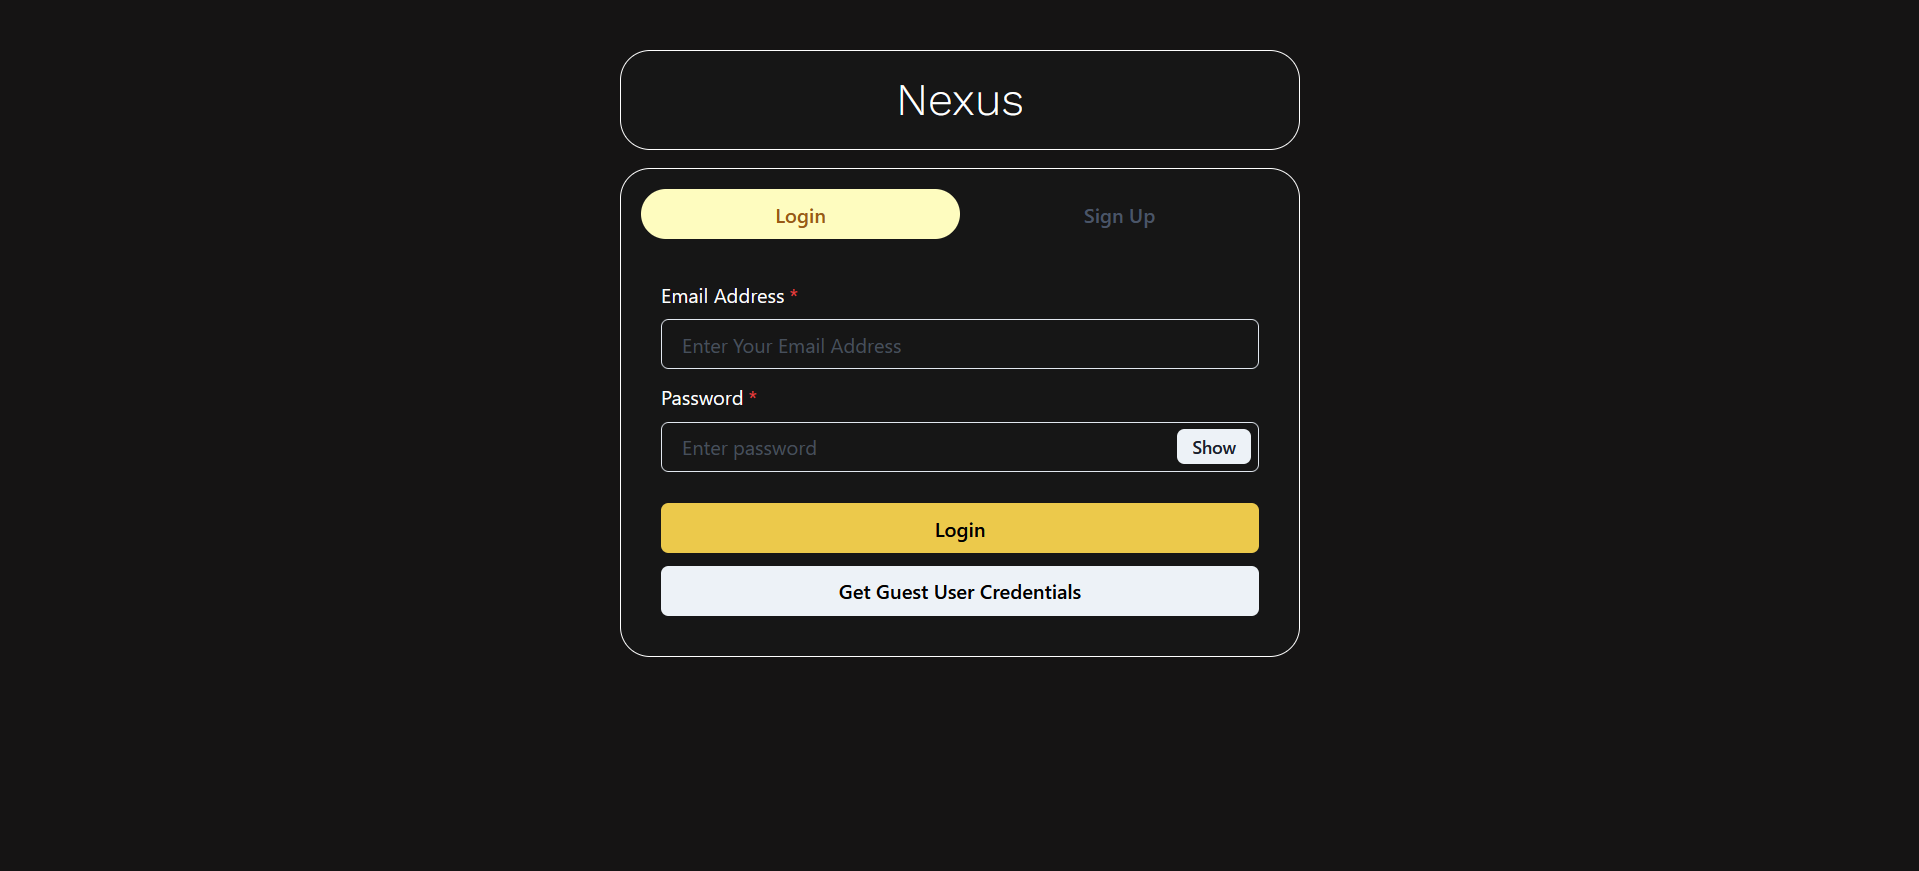 Nexus
Login
Sign Up
Email Address *
Enter Your Email Address
Password *
Enter password
Show
Login
Get Guest User Credentials